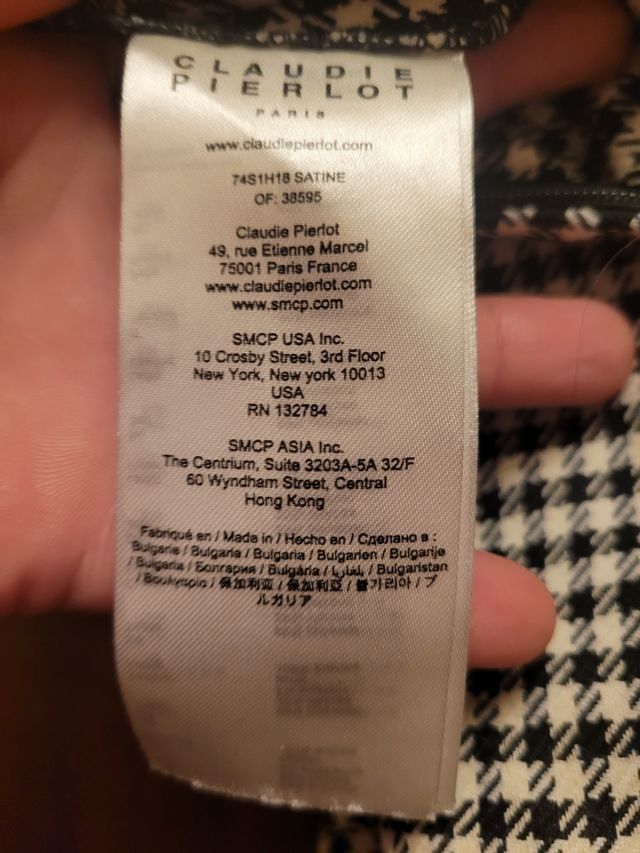 CLAUDIE
PIERLOT
PARIS
www.claudiepierlot.com
74S1H18 SATINE
OF: 38595
Claudie Pierlot
49, rue Etienne Marcel
75001 Paris France
www.claudiepierlot.com
www.smcp.com
SMCP USA Inc.
10 Crosby Street, 3rd Floor
New York, New york 10013
USA
RN 132784
SMCP ASIA Inc.
The Centrium, Suite 3203A-5A 32/F
60 Wyndham Street, Central
Hong Kong
Fabriqué en / Made in / Hecho en / Сделано в :
Bulgarie / Bulgaria / Bulgaria / Bulgarien / Bulgarije
/ Bulgaria / Болгария / Bulgária / بلغاريا / Bulgaristan
/ Βουλγαρία / 保加利亚 / 保加利亞 / 불가리아 / ブ
ルガリア